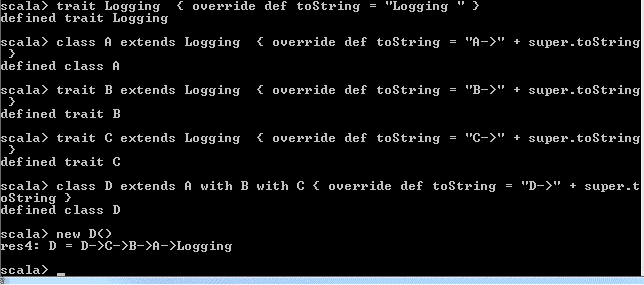 scala> trait Logging  { override def toString = "Logging " }
defined trait Logging
scala> class A extends Logging  { override def toString = "A->" + super.toString
 }
defined class A
scala> trait B extends Logging  { override def toString = "B->" + super.toString
 }
defined trait B
scala> trait C extends Logging  { override def toString = "C->" + super.toString
 }
defined trait C
scala> class D extends A with B with C { override def toString = "D->" + super.t
oString }
defined class D
scala> new D()
res4: D = D->C->B->A->Logging
scala> _